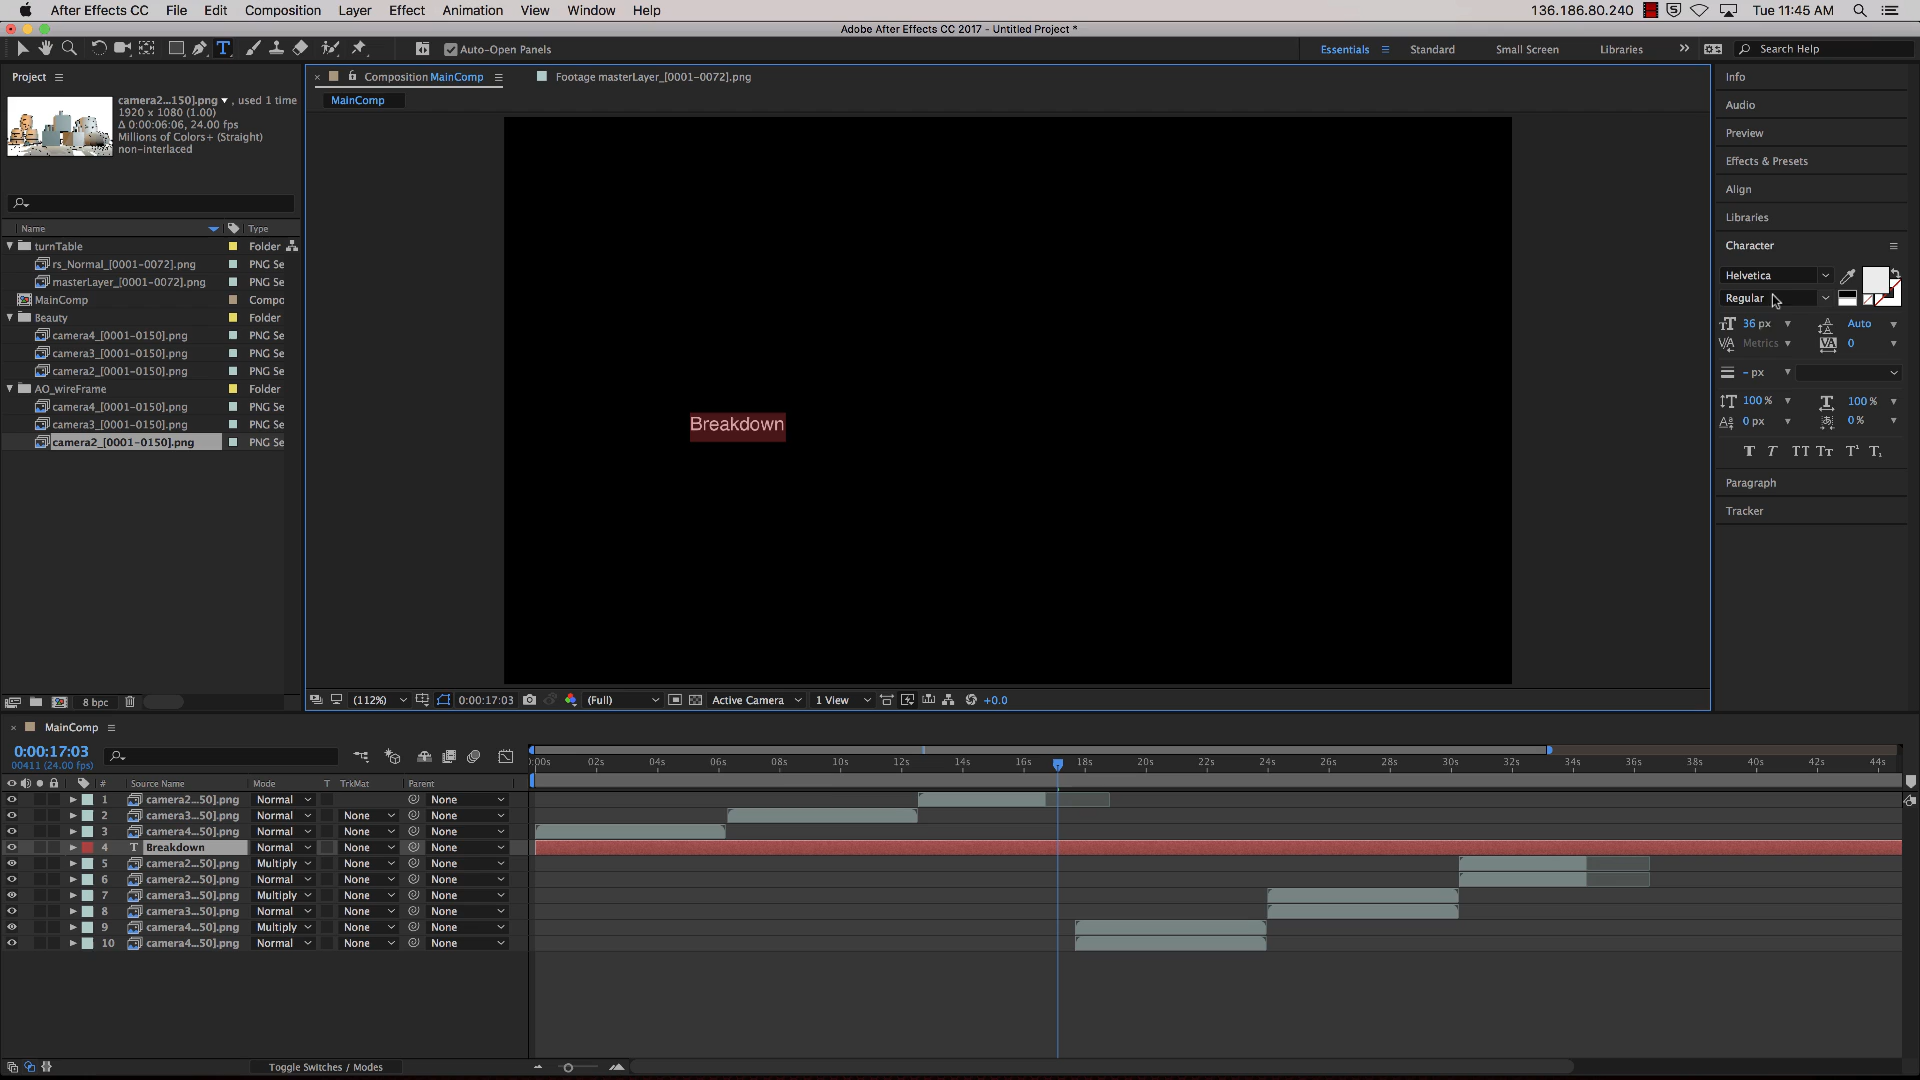 After Effects CC File Edit Composition Layer Effect Animation View Window Help 136.186.80.240 Tue 11:45 AM
Adobe After Effects CC 2017 - Untitled Project *
T Auto-Open Panels Essentials Standard Small Screen Libraries Search Help
Project
camera2...150].png , used 1 time
1920 x 1080 (1.00)
Δ 0:00:06:06, 24.00 fps
Millions of Colors+ (Straight)
non-interlaced
Name Type
turnTable Folder
rs_Normal_[0001-0072].png PNG Se
masterLayer_[0001-0072].png PNG Se
MainComp Compo
Beauty Folder
camera4_[0001-0150].png PNG Se
camera3_[0001-0150].png PNG Se
camera2_[0001-0150].png PNG Se
AO_wireFrame Folder
camera4_[0001-0150].png PNG Se
camera3_[0001-0150].png PNG Se
camera2_[0001-0150].png PNG Se
8 bpc
Composition MainComp Footage masterLayer_[0001-0072].png
MainComp
Breakdown
(112%) 0:00:17:03 (Full) Active Camera 1 View +0.0
Info
Audio
Preview
Effects & Presets
Align
Libraries
Character
Helvetica
Regular
36 px Auto
Metrics 0
- px
100 % 100 %
0 px 0 %
T T TT Tт T¹ T₁
Paragraph
Tracker
MainComp
0:00:17:03
00411 (24.00 fps)
:00s 02s 04s 06s 08s 10s 12s 14s 16s 18s 20s 22s 24s 26s 28s 30s 32s 34s 36s 38s 40s 42s 44s
# Source Name Mode T TrkMat Parent
1 camera2...50].png Normal None
2 camera3...50].png Normal None None
3 camera4...50].png Normal None None
4 T Breakdown Normal None None
5 camera2...50].png Multiply None None
6 camera2...50].png Normal None None
7 camera3...50].png Multiply None None
8 camera3...50].png Normal None None
9 camera4...50].png Multiply None None
10 camera4...50].png Normal None None
Toggle Switches / Modes